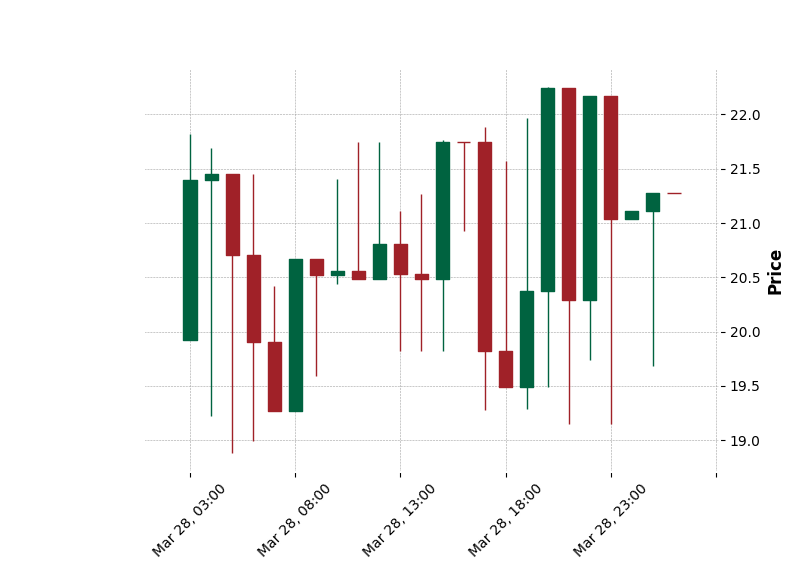 22.0
21.5
21.0
20.5
20.0
19.5
19.0
Price
Mar 28, 03:00
Mar 28, 08:00
Mar 28, 13:00
Mar 28, 18:00
Mar 28, 23:00